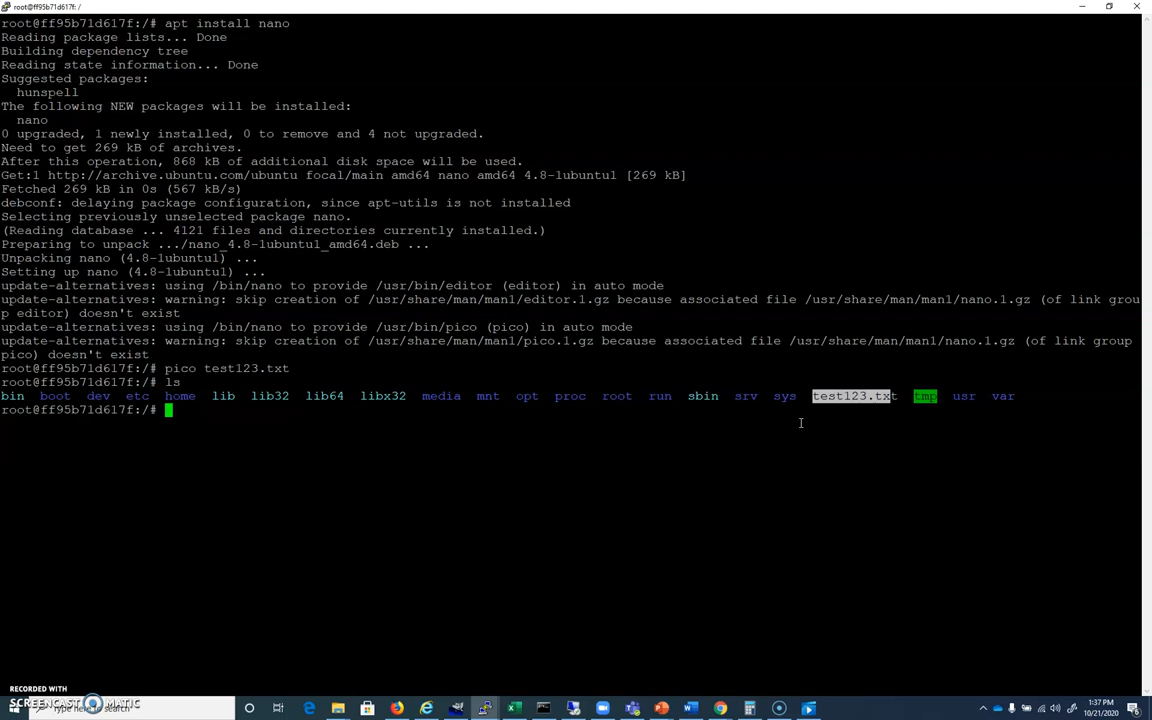 root@ff95b71d617f: /
root@ff95b71d617f:/# apt install nano
Reading package lists... Done
Building dependency tree
Reading state information... Done
Suggested packages:
  hunspell
The following NEW packages will be installed:
  nano
0 upgraded, 1 newly installed, 0 to remove and 4 not upgraded.
Need to get 269 kB of archives.
After this operation, 868 kB of additional disk space will be used.
Get:1 http://archive.ubuntu.com/ubuntu focal/main amd64 nano amd64 4.8-1ubuntu1 [269 kB]
Fetched 269 kB in 0s (567 kB/s)
debconf: delaying package configuration, since apt-utils is not installed
Selecting previously unselected package nano.
(Reading database ... 4121 files and directories currently installed.)
Preparing to unpack .../nano_4.8-1ubuntu1_amd64.deb ...
Unpacking nano (4.8-1ubuntu1) ...
Setting up nano (4.8-1ubuntu1) ...
update-alternatives: using /bin/nano to provide /usr/bin/editor (editor) in auto mode
update-alternatives: warning: skip creation of /usr/share/man/man1/editor.1.gz because associated file /usr/share/man/man1/nano.1.gz (of link grou
p editor) doesn't exist
update-alternatives: using /bin/nano to provide /usr/bin/pico (pico) in auto mode
update-alternatives: warning: skip creation of /usr/share/man/man1/pico.1.gz because associated file /usr/share/man/man1/nano.1.gz (of link group
pico) doesn't exist
root@ff95b71d617f:/# pico test123.txt
root@ff95b71d617f:/# ls
bin  boot  dev  etc  home  lib  lib32  lib64  libx32  media  mnt  opt  proc  root  run  sbin  srv  sys  test123.txt  tmp  usr  var
root@ff95b71d617f:/#
RECORDED WITH
SCREENCAST MATIC
Type here to search
1:37 PM
10/21/2020